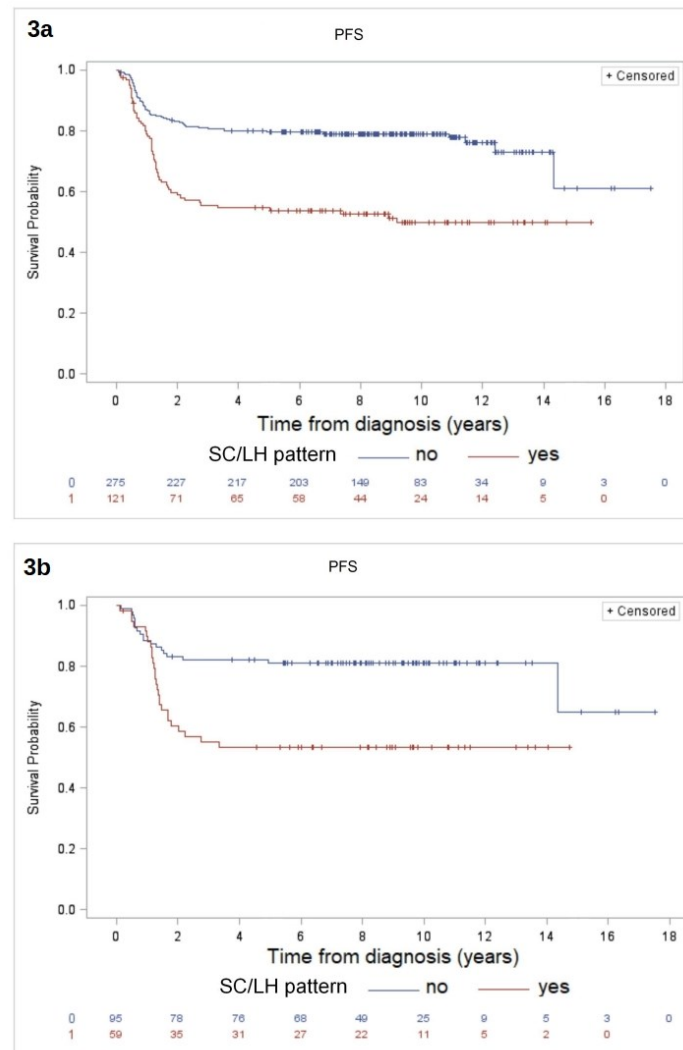 3a
PFS
1.0
+ Censored
0.8
0.6
0.4
0.2
0.0
Survival Probability
0 2 4 6 8 10 12 14 16 18
Time from diagnosis (years)
SC/LH pattern no yes
0 275 227 217 203 149 83 34 9 3 0
1 121 71 65 58 44 24 14 5 0
3b
PFS
1.0
+ Censored
0.8
0.6
0.4
0.2
0.0
Survival Probability
0 2 4 6 8 10 12 14 16 18
Time from diagnosis (years)
SC/LH pattern no yes
0 95 78 76 68 49 25 9 5 3 0
1 59 35 31 27 22 11 5 2 0